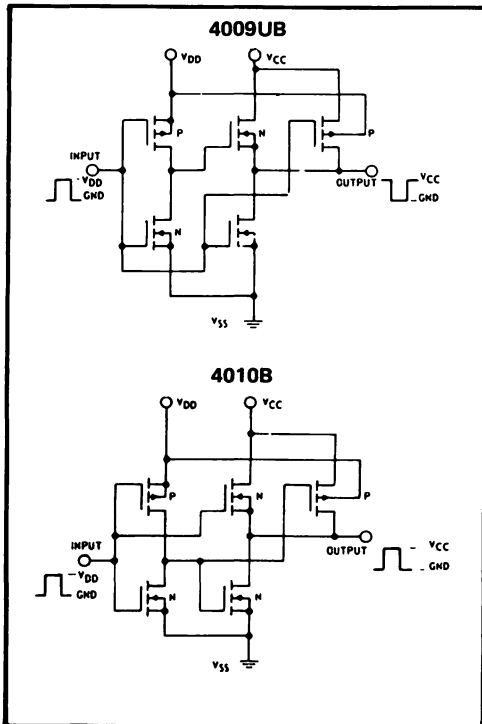 4009UB
VDD VCC
P N P
INPUT
VDD
GND
OUTPUT VCC
GND
N
VSS
4010B
VDD VCC
P N P
INPUT
VDD
GND
OUTPUT VCC
GND
N N
VSS